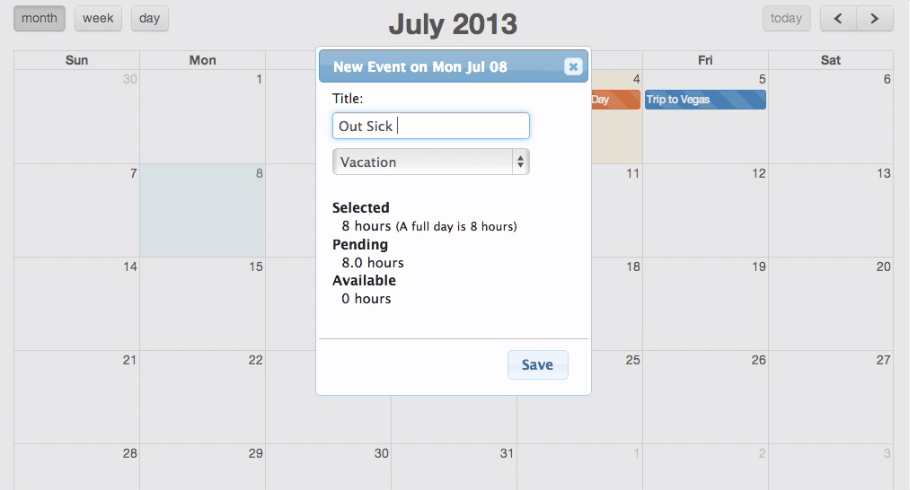 month week day
July 2013
today
Sun Mon Fri Sat
30 1 4 5 6
Day Trip to Vegas
7 8 11 12 13
14 15 18 19 20
21 22 25 26 27
28 29 30 31 1 2 3
New Event on Mon Jul 08
Title:
Out Sick
Vacation
Selected
8 hours (A full day is 8 hours)
Pending
8.0 hours
Available
0 hours
Save